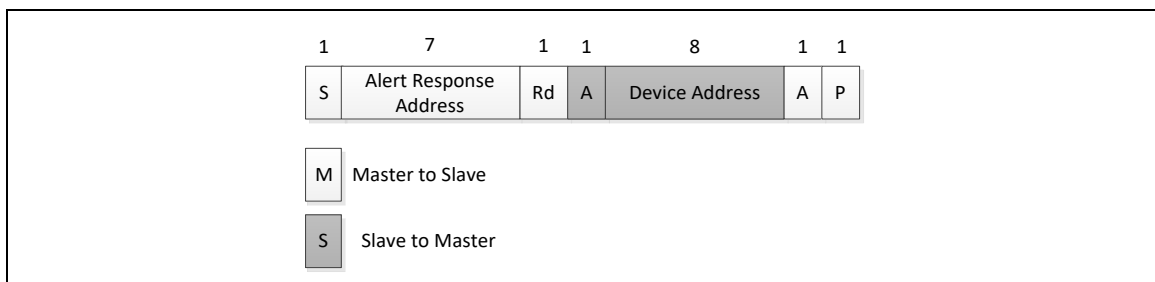 1 7 1 1 8 1 1
S Alert Response Address Rd A Device Address A P
M Master to Slave
S Slave to Master